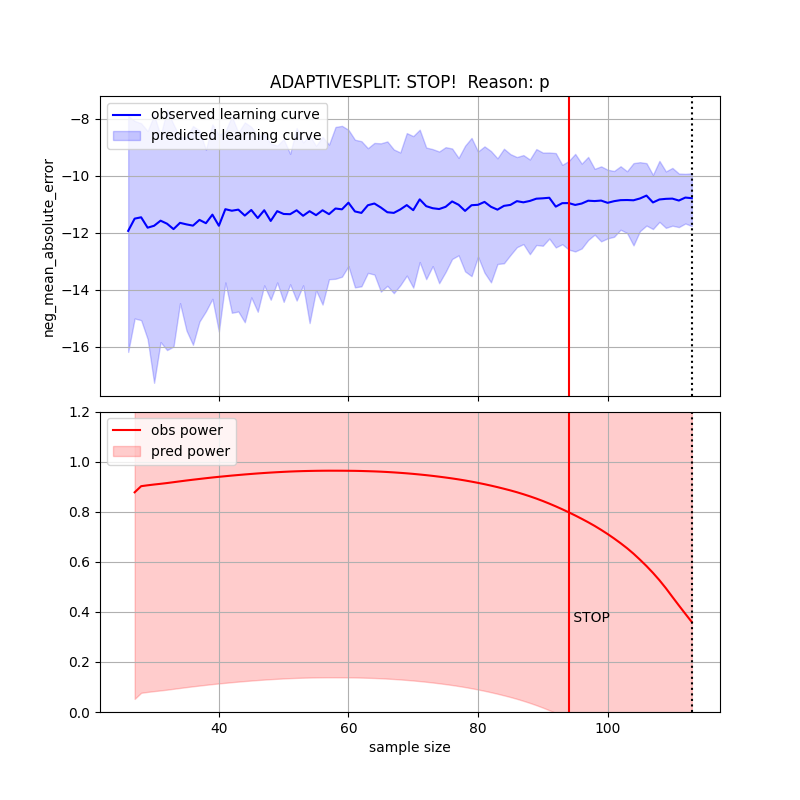 ADAPTIVESPLIT: STOP!  Reason: p
observed learning curve
predicted learning curve
neg_mean_absolute_error
−8
−10
−12
−14
−16
obs power
pred power
1.2
1.0
0.8
0.6
0.4
0.2
0.0
STOP
40 60 80 100
sample size